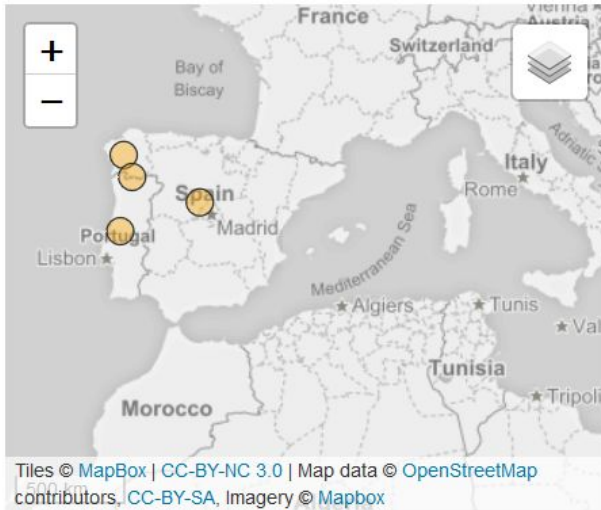 Vienna
France
Austria
+
Switzerland
Bay of
Biscay
−
Adriatic
Italy
Spain
Rome
Madrid
Portugal
Lisbon
Mediterranean Sea
Algiers
Tunis
Val
Tunisia
Morocco
Tripoli
Tiles © MapBox | CC-BY-NC 3.0 | Map data © OpenStreetMap
500 km
contributors, CC-BY-SA, Imagery © Mapbox
Algeria